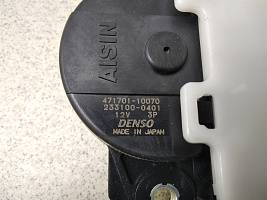 AISIN
471701-10070
233100-0401
12V 3P
DENSO
MADE IN JAPAN